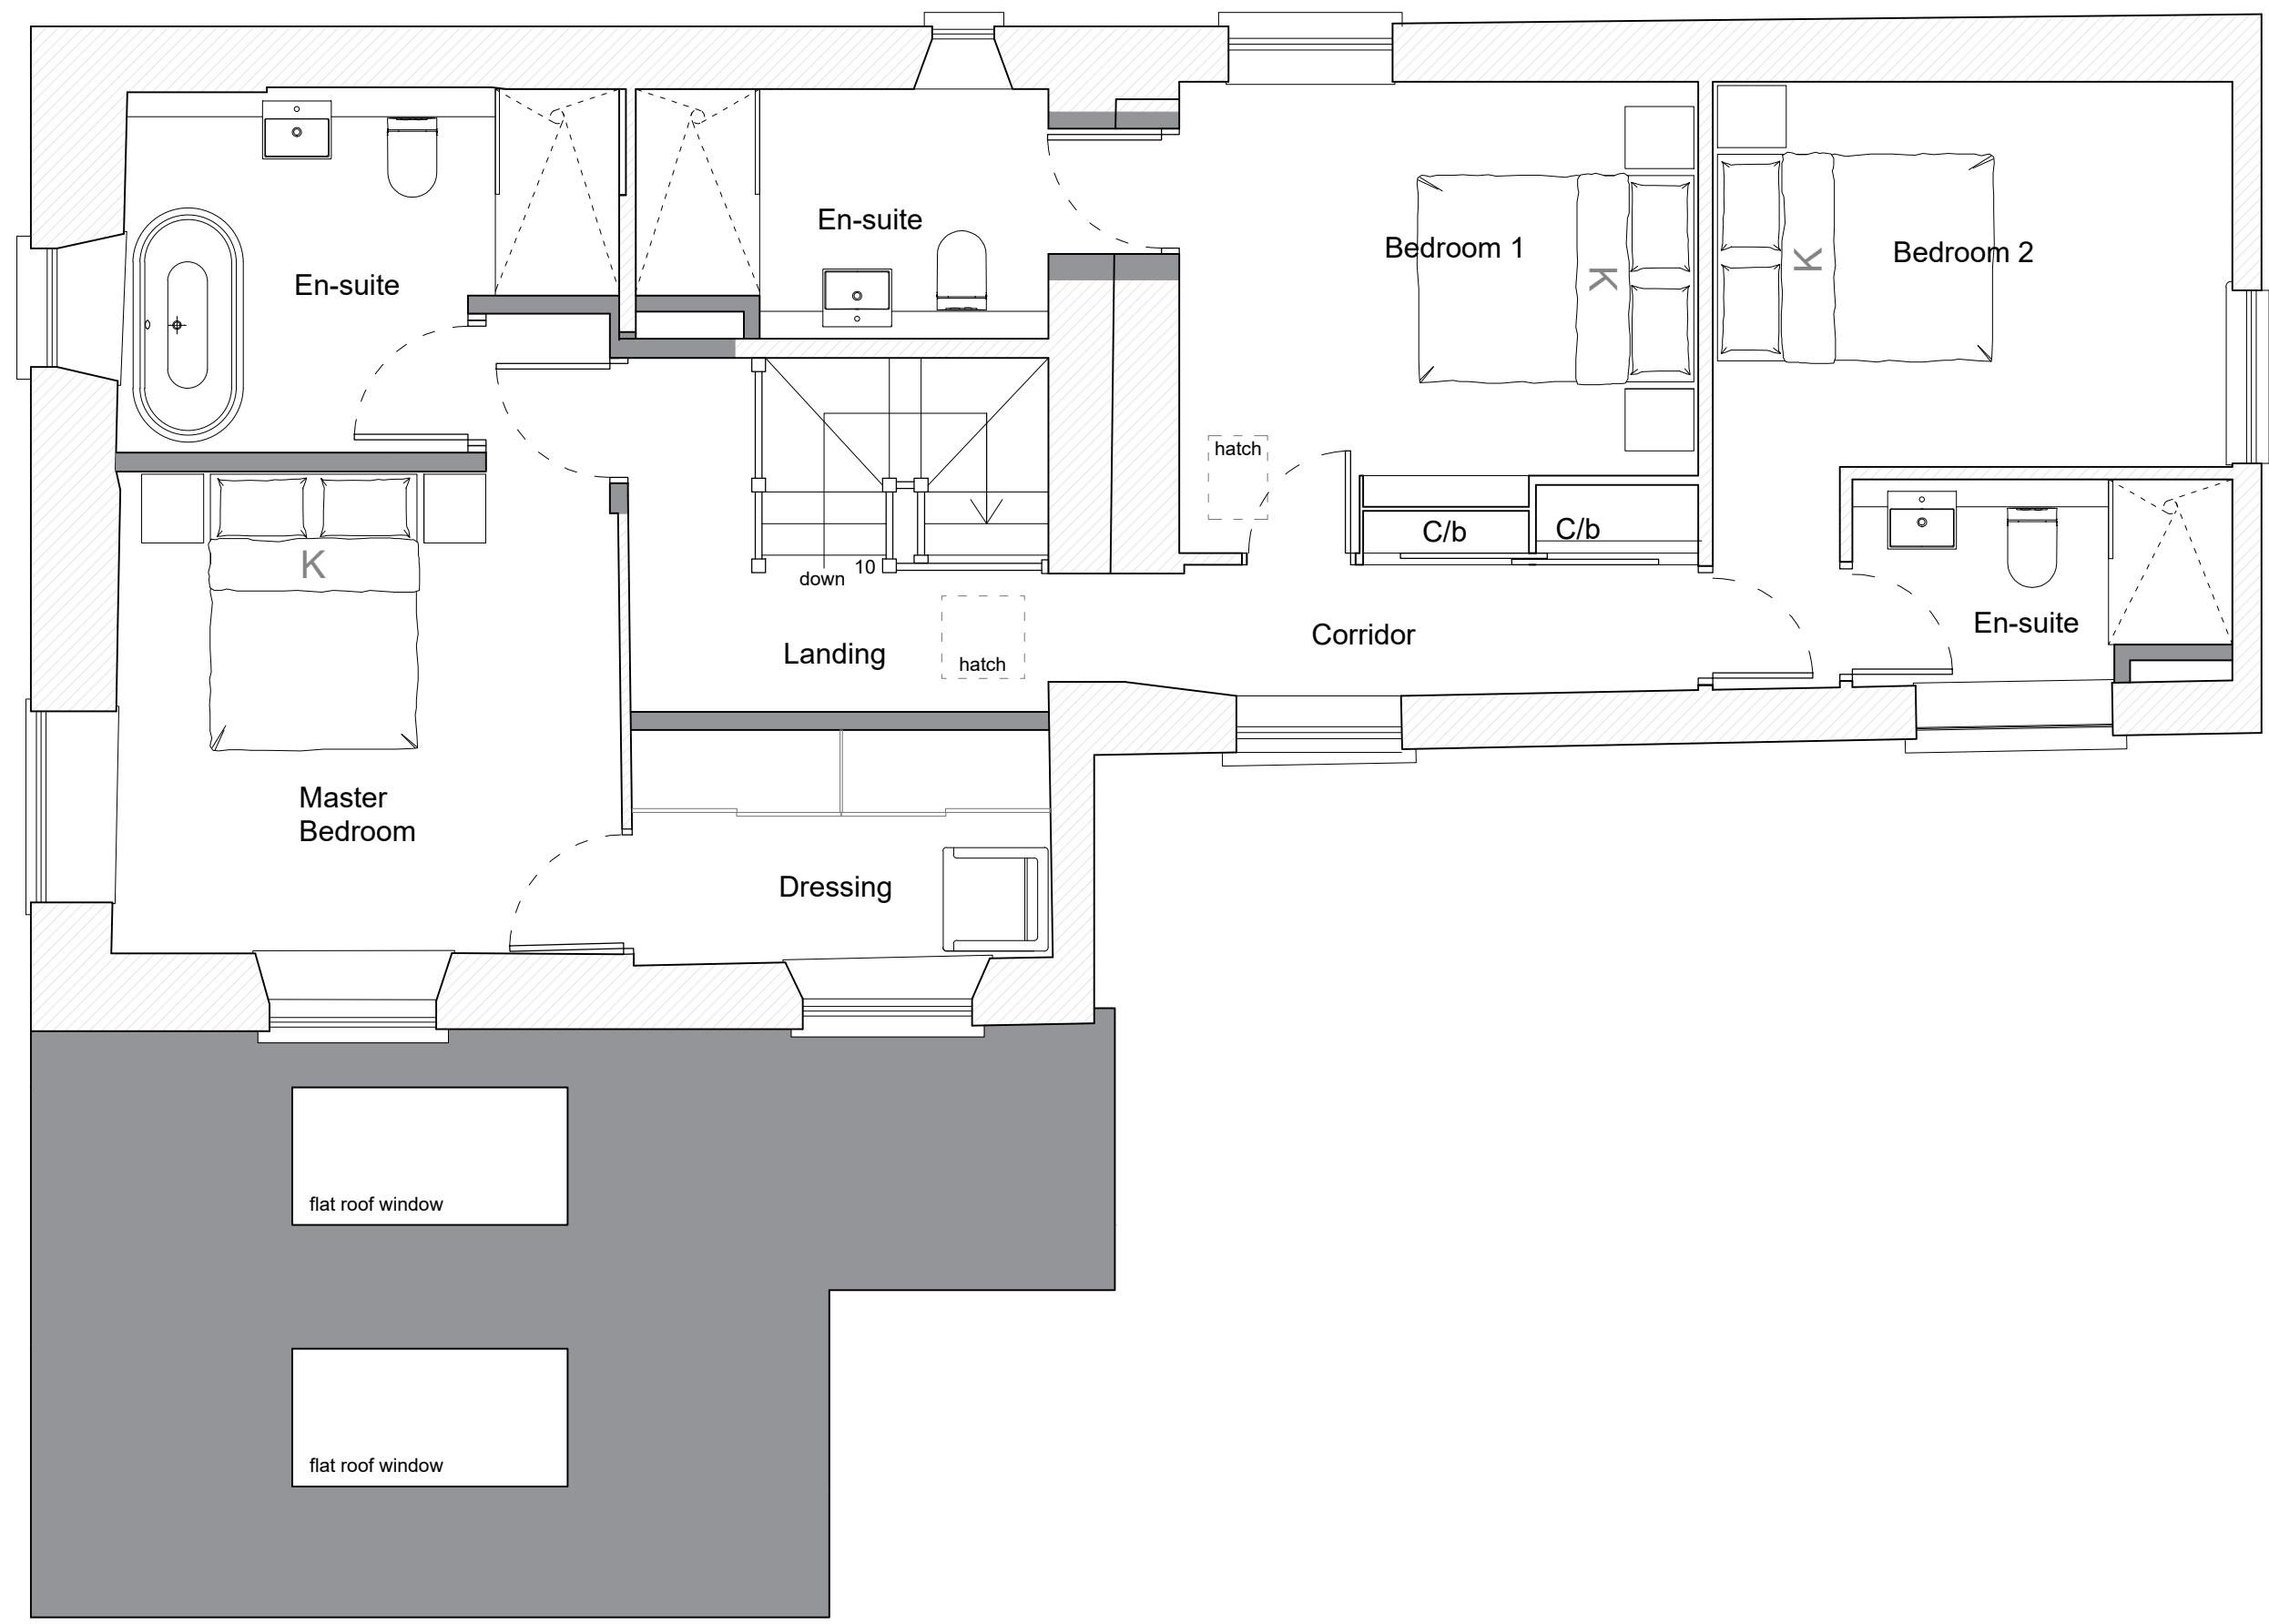 En-suite
En-suite
Bedroom 1
K
K
Bedroom 2
hatch
C/b
C/b
K
down
10
Landing
hatch
Corridor
En-suite
Master
Bedroom
Dressing
flat roof window
flat roof window